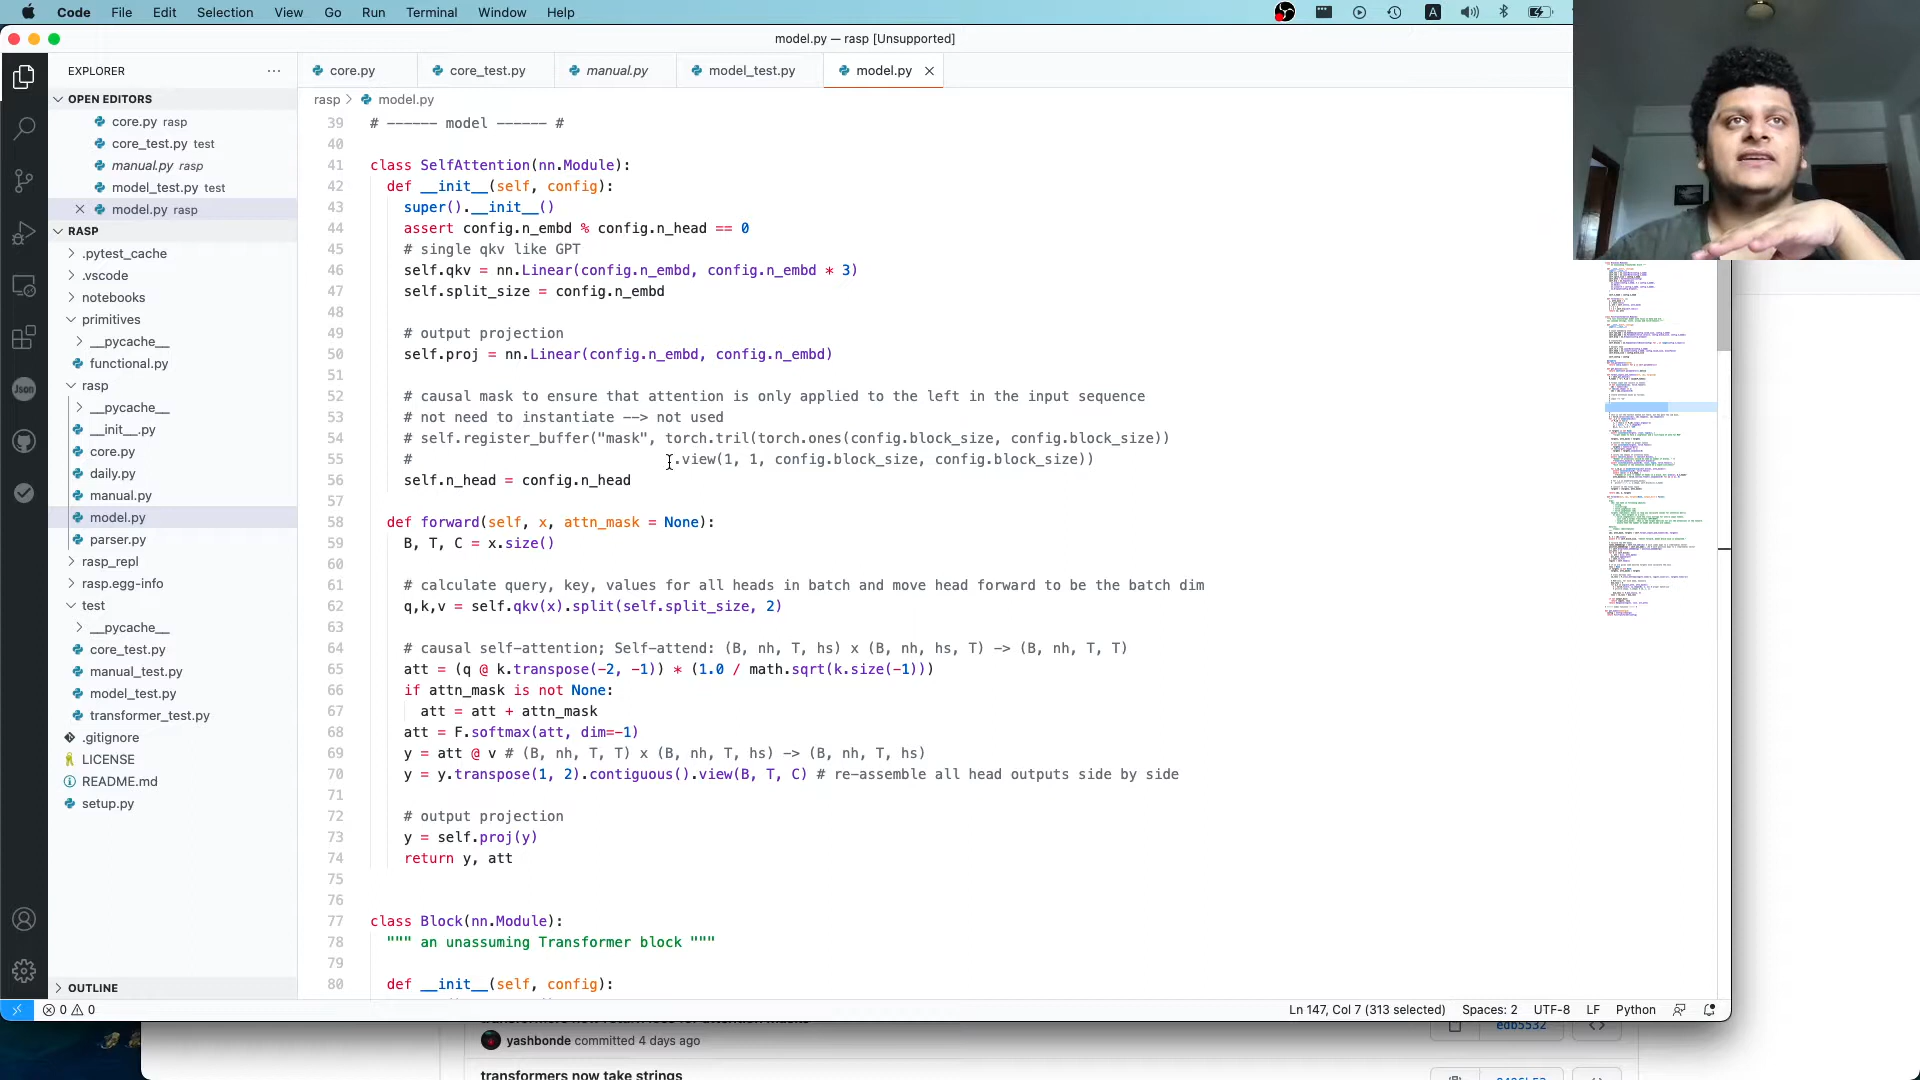 Code File Edit Selection View Go Run Terminal Window Help
model.py — rasp [Unsupported]
EXPLORER
OPEN EDITORS
core.py rasp
core_test.py test
manual.py rasp
model_test.py test
model.py rasp
RASP
.pytest_cache
.vscode
notebooks
primitives
__pycache__
functional.py
rasp
__pycache__
__init__.py
core.py
daily.py
manual.py
model.py
parser.py
rasp_repl
rasp.egg-info
test
__pycache__
core_test.py
manual_test.py
model_test.py
transformer_test.py
.gitignore
LICENSE
README.md
setup.py
OUTLINE
Json
A
core.py core_test.py manual.py model_test.py model.py
rasp > model.py
39 # ------ model ------ #
40
41 class SelfAttention(nn.Module):
42 def __init__(self, config):
43 super().__init__()
44 assert config.n_embd % config.n_head == 0
45 # single qkv like GPT
46 self.qkv = nn.Linear(config.n_embd, config.n_embd * 3)
47 self.split_size = config.n_embd
48
49 # output projection
50 self.proj = nn.Linear(config.n_embd, config.n_embd)
51
52 # causal mask to ensure that attention is only applied to the left in the input sequence
53 # not need to instantiate --> not used
54 # self.register_buffer("mask", torch.tril(torch.ones(config.block_size, config.block_size))
55 # .view(1, 1, config.block_size, config.block_size))
56 self.n_head = config.n_head
57
58 def forward(self, x, attn_mask = None):
59 B, T, C = x.size()
60
61 # calculate query, key, values for all heads in batch and move head forward to be the batch dim
62 q,k,v = self.qkv(x).split(self.split_size, 2)
63
64 # causal self-attention; Self-attend: (B, nh, T, hs) x (B, nh, hs, T) -> (B, nh, T, T)
65 att = (q @ k.transpose(-2, -1)) * (1.0 / math.sqrt(k.size(-1)))
66 if attn_mask is not None:
67 att = att + attn_mask
68 att = F.softmax(att, dim=-1)
69 y = att @ v # (B, nh, T, T) x (B, nh, T, hs) -> (B, nh, T, hs)
70 y = y.transpose(1, 2).contiguous().view(B, T, C) # re-assemble all head outputs side by side
71
72 # output projection
73 y = self.proj(y)
74 return y, att
75
76
77 class Block(nn.Module):
78 """ an unassuming Transformer block """
79
80 def __init__(self, config):
0 0
Ln 147, Col 7 (313 selected) Spaces: 2 UTF-8 LF Python
yashbonde committed 4 days ago
edb5532
transformers now take strings